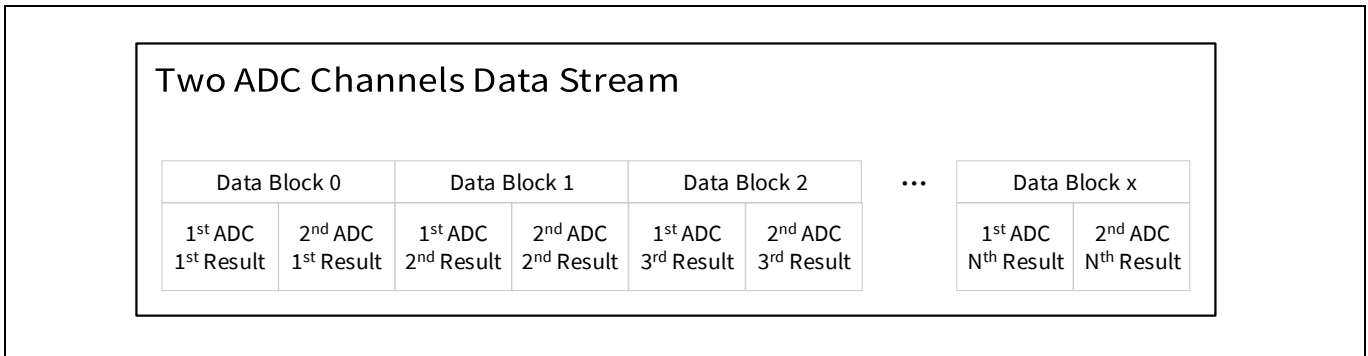 Two ADC Channels Data Stream
Data Block 0 Data Block 1 Data Block 2 ... Data Block x
1st ADC 2nd ADC 1st ADC 2nd ADC 1st ADC 2nd ADC 1st ADC 2nd ADC
1st Result 1st Result 2nd Result 2nd Result 3rd Result 3rd Result Nth Result Nth Result